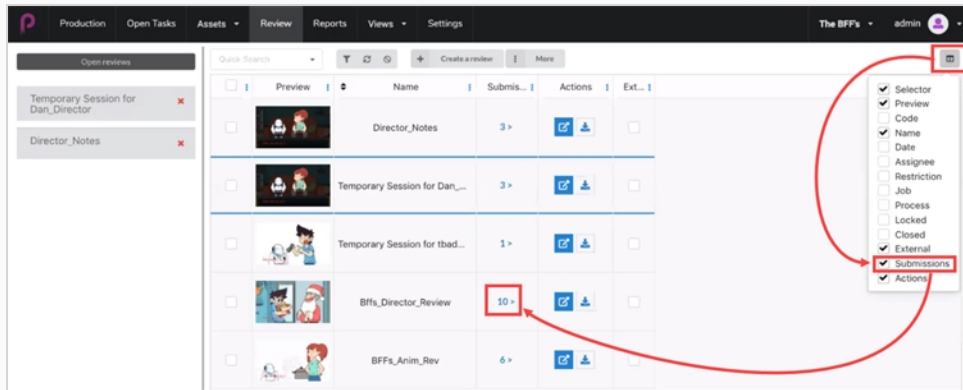 Production Open Tasks Assets Review Reports Views Settings The BFF's admin
Open reviews
Temporary Session for
Dan_Director
Director_Notes
Quick Search Create a review More
Preview Name Submis... Actions Ext...
Director_Notes 3 >
Temporary Session for Dan_... 3 >
Temporary Session for tbad... 1 >
Bffs_Director_Review 10 >
BFFs_Anim_Rev 6 >
Selector
Preview
Code
Name
Date
Assignee
Restriction
Job
Process
Locked
Closed
External
Submissions
Actions